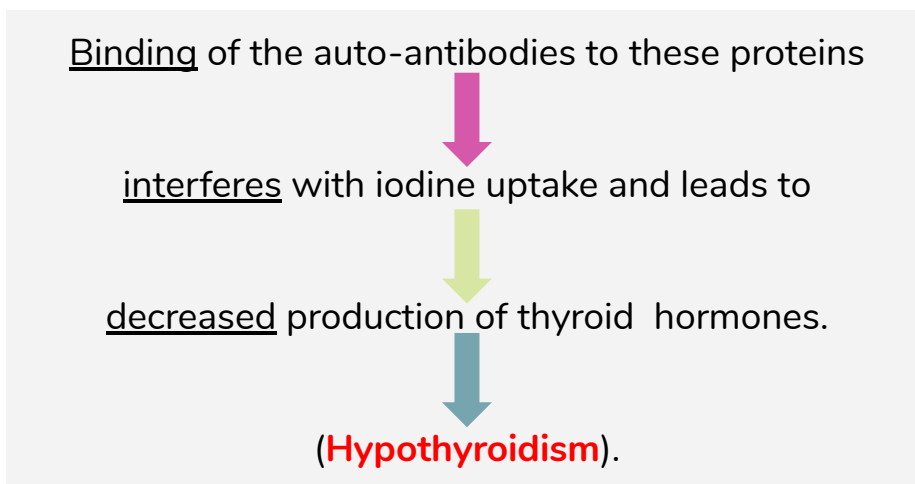 Binding of the auto-antibodies to these proteins
interferes with iodine uptake and leads to
decreased production of thyroid  hormones.
(Hypothyroidism).